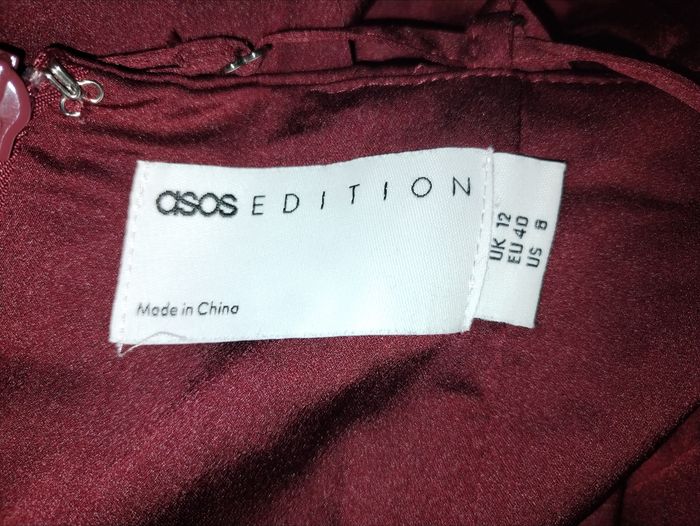 asos EDITION
Made in China
UK 12
EU 40
US 8